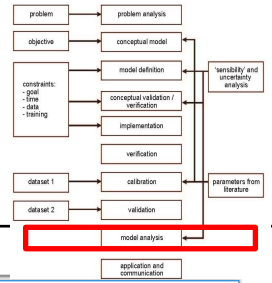 problem
problem analysis
objective
conceptual model
constraints:
- goal
- time
- data
- training
model definition
'sensibility' and
uncertainty
analysis
conceptual validation /
verification
implementation
verification
dataset 1
calibration
parameters from
literature
dataset 2
validation
model analysis
application and
communication